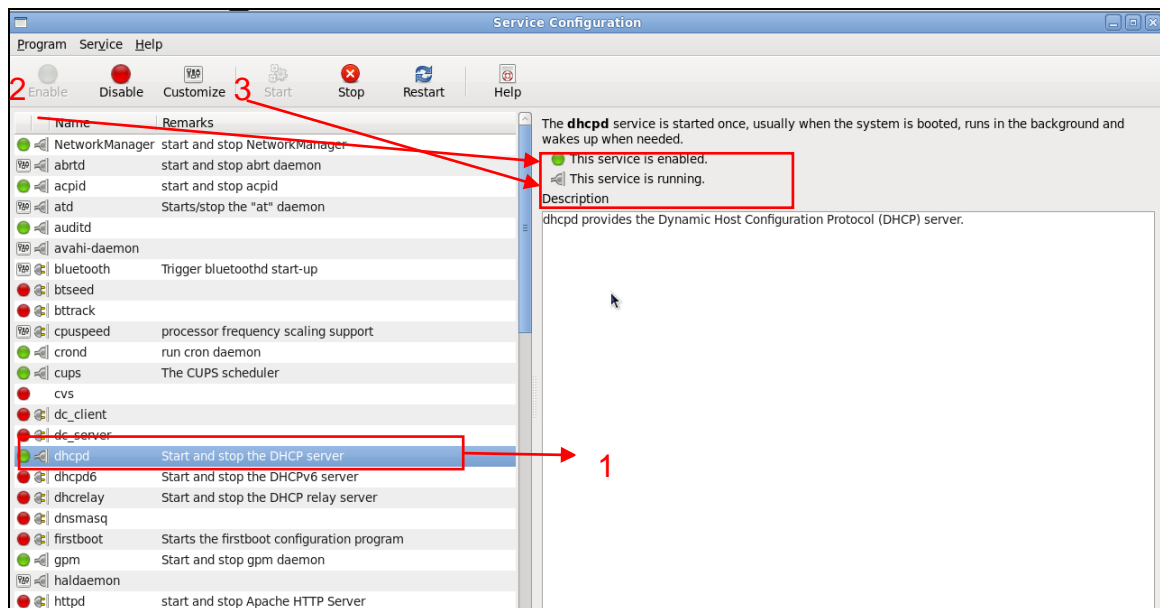 Service Configuration
Program Service Help
2 Enable Disable Customize 3 Start Stop Restart Help
Name Remarks
NetworkManager start and stop NetworkManager
abrtd start and stop abrt daemon
acpid start and stop acpid
atd Starts/stop the "at" daemon
auditd
avahi-daemon
bluetooth Trigger bluetoothd start-up
btseed
bttrack
cpuspeed processor frequency scaling support
crond run cron daemon
cups The CUPS scheduler
cvs
dc_client
dc_server
dhcpd Start and stop the DHCP server
dhcpd6 Start and stop the DHCPv6 server
dhcrelay Start and stop the DHCP relay server
dnsmasq
firstboot Starts the firstboot configuration program
gpm Start and stop gpm daemon
haldaemon
httpd start and stop Apache HTTP Server
The dhcpd service is started once, usually when the system is booted, runs in the background and
wakes up when needed.
This service is enabled.
This service is running.
Description
dhcpd provides the Dynamic Host Configuration Protocol (DHCP) server.
1